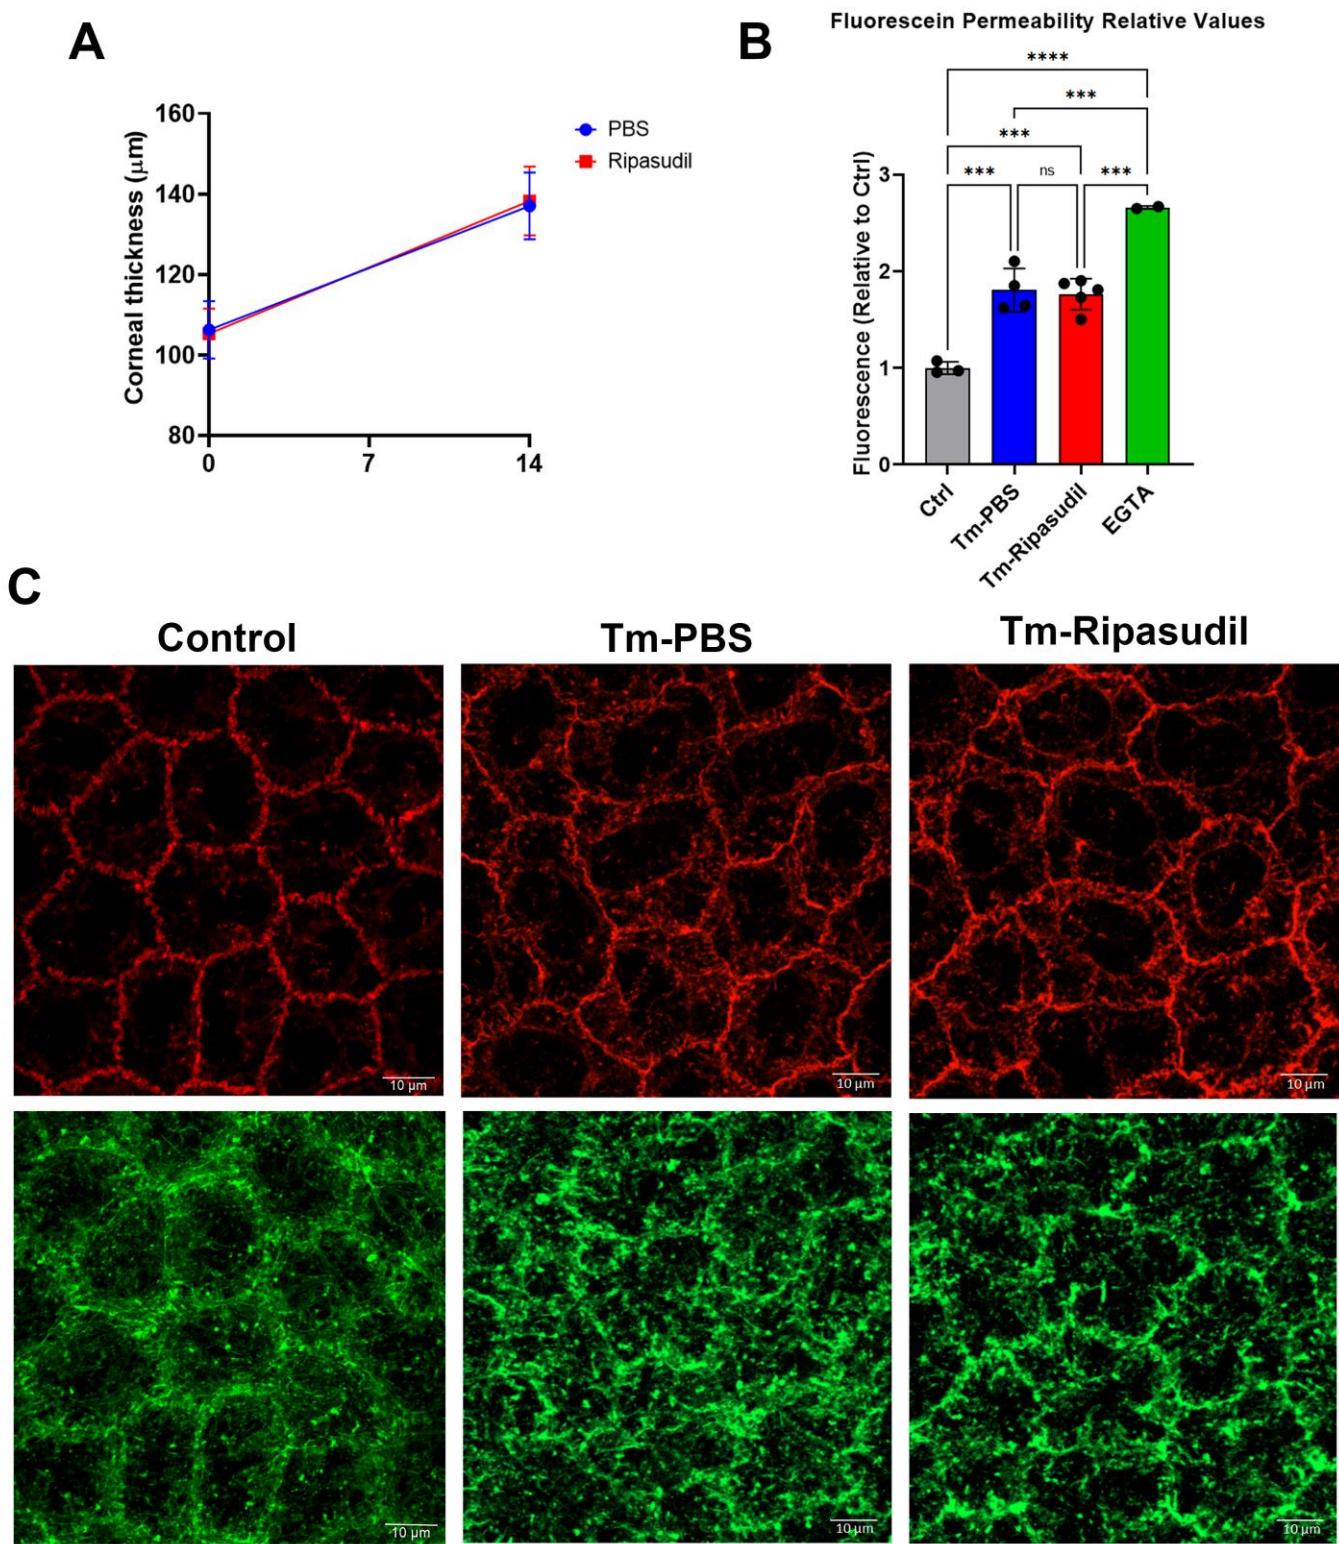 A
Corneal thickness (μm)
160
140
120
100
80
0
7
14
PBS
Ripasudil
B
Fluorescein Permeability Relative Values
****
***
***
***
ns
***
Fluorescence (Relative to Ctrl)
3
2
1
0
Ctrl
Tm-PBS
Tm-Ripasudil
EGTA
C
Control
Tm-PBS
Tm-Ripasudil
10 μm
10 μm
10 μm
10 μm
10 μm
10 μm